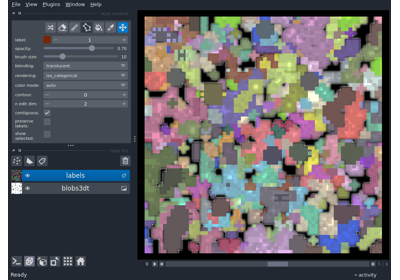 File View Plugins Window Help
label: 1
opacity: 0.70
brush size: 10
blending: translucent
rendering: iso_categorical
color mode: auto
contour: 0
n edit dim: 2
contiguous:
preserve
labels:
show
selected:
labels
blobs3dt
Ready
activity